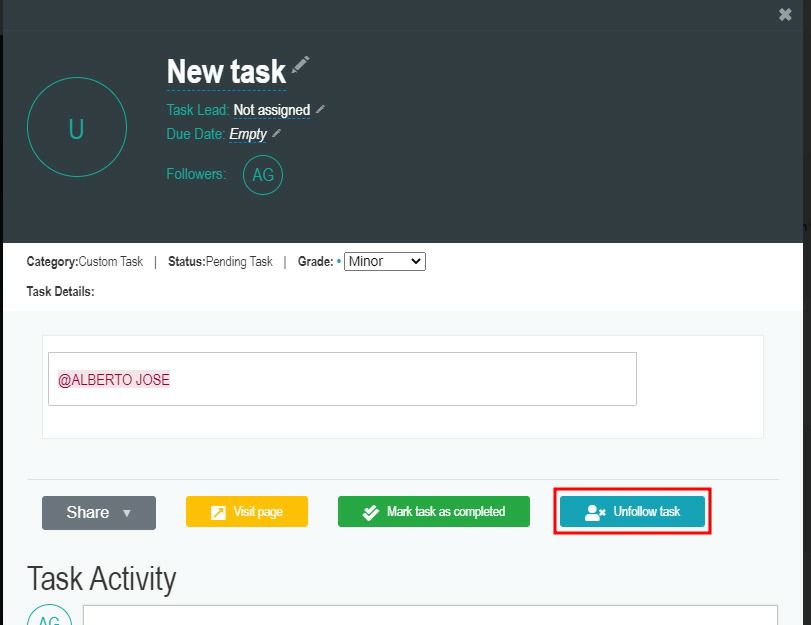 New task
U
Task Lead: Not assigned
Due Date: Empty
Followers: AG
Category:Custom Task | Status:Pending Task | Grade: • Minor
Task Details:
@ALBERTO JOSE
Share ▼ Visit page Mark task as completed Unfollow task
Task Activity
AG